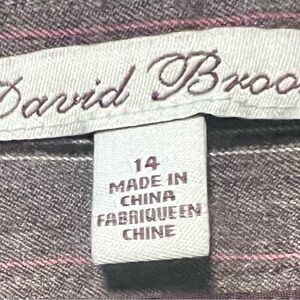 David Broo
14
MADE IN
CHINA
FABRIQUEEN
CHINE